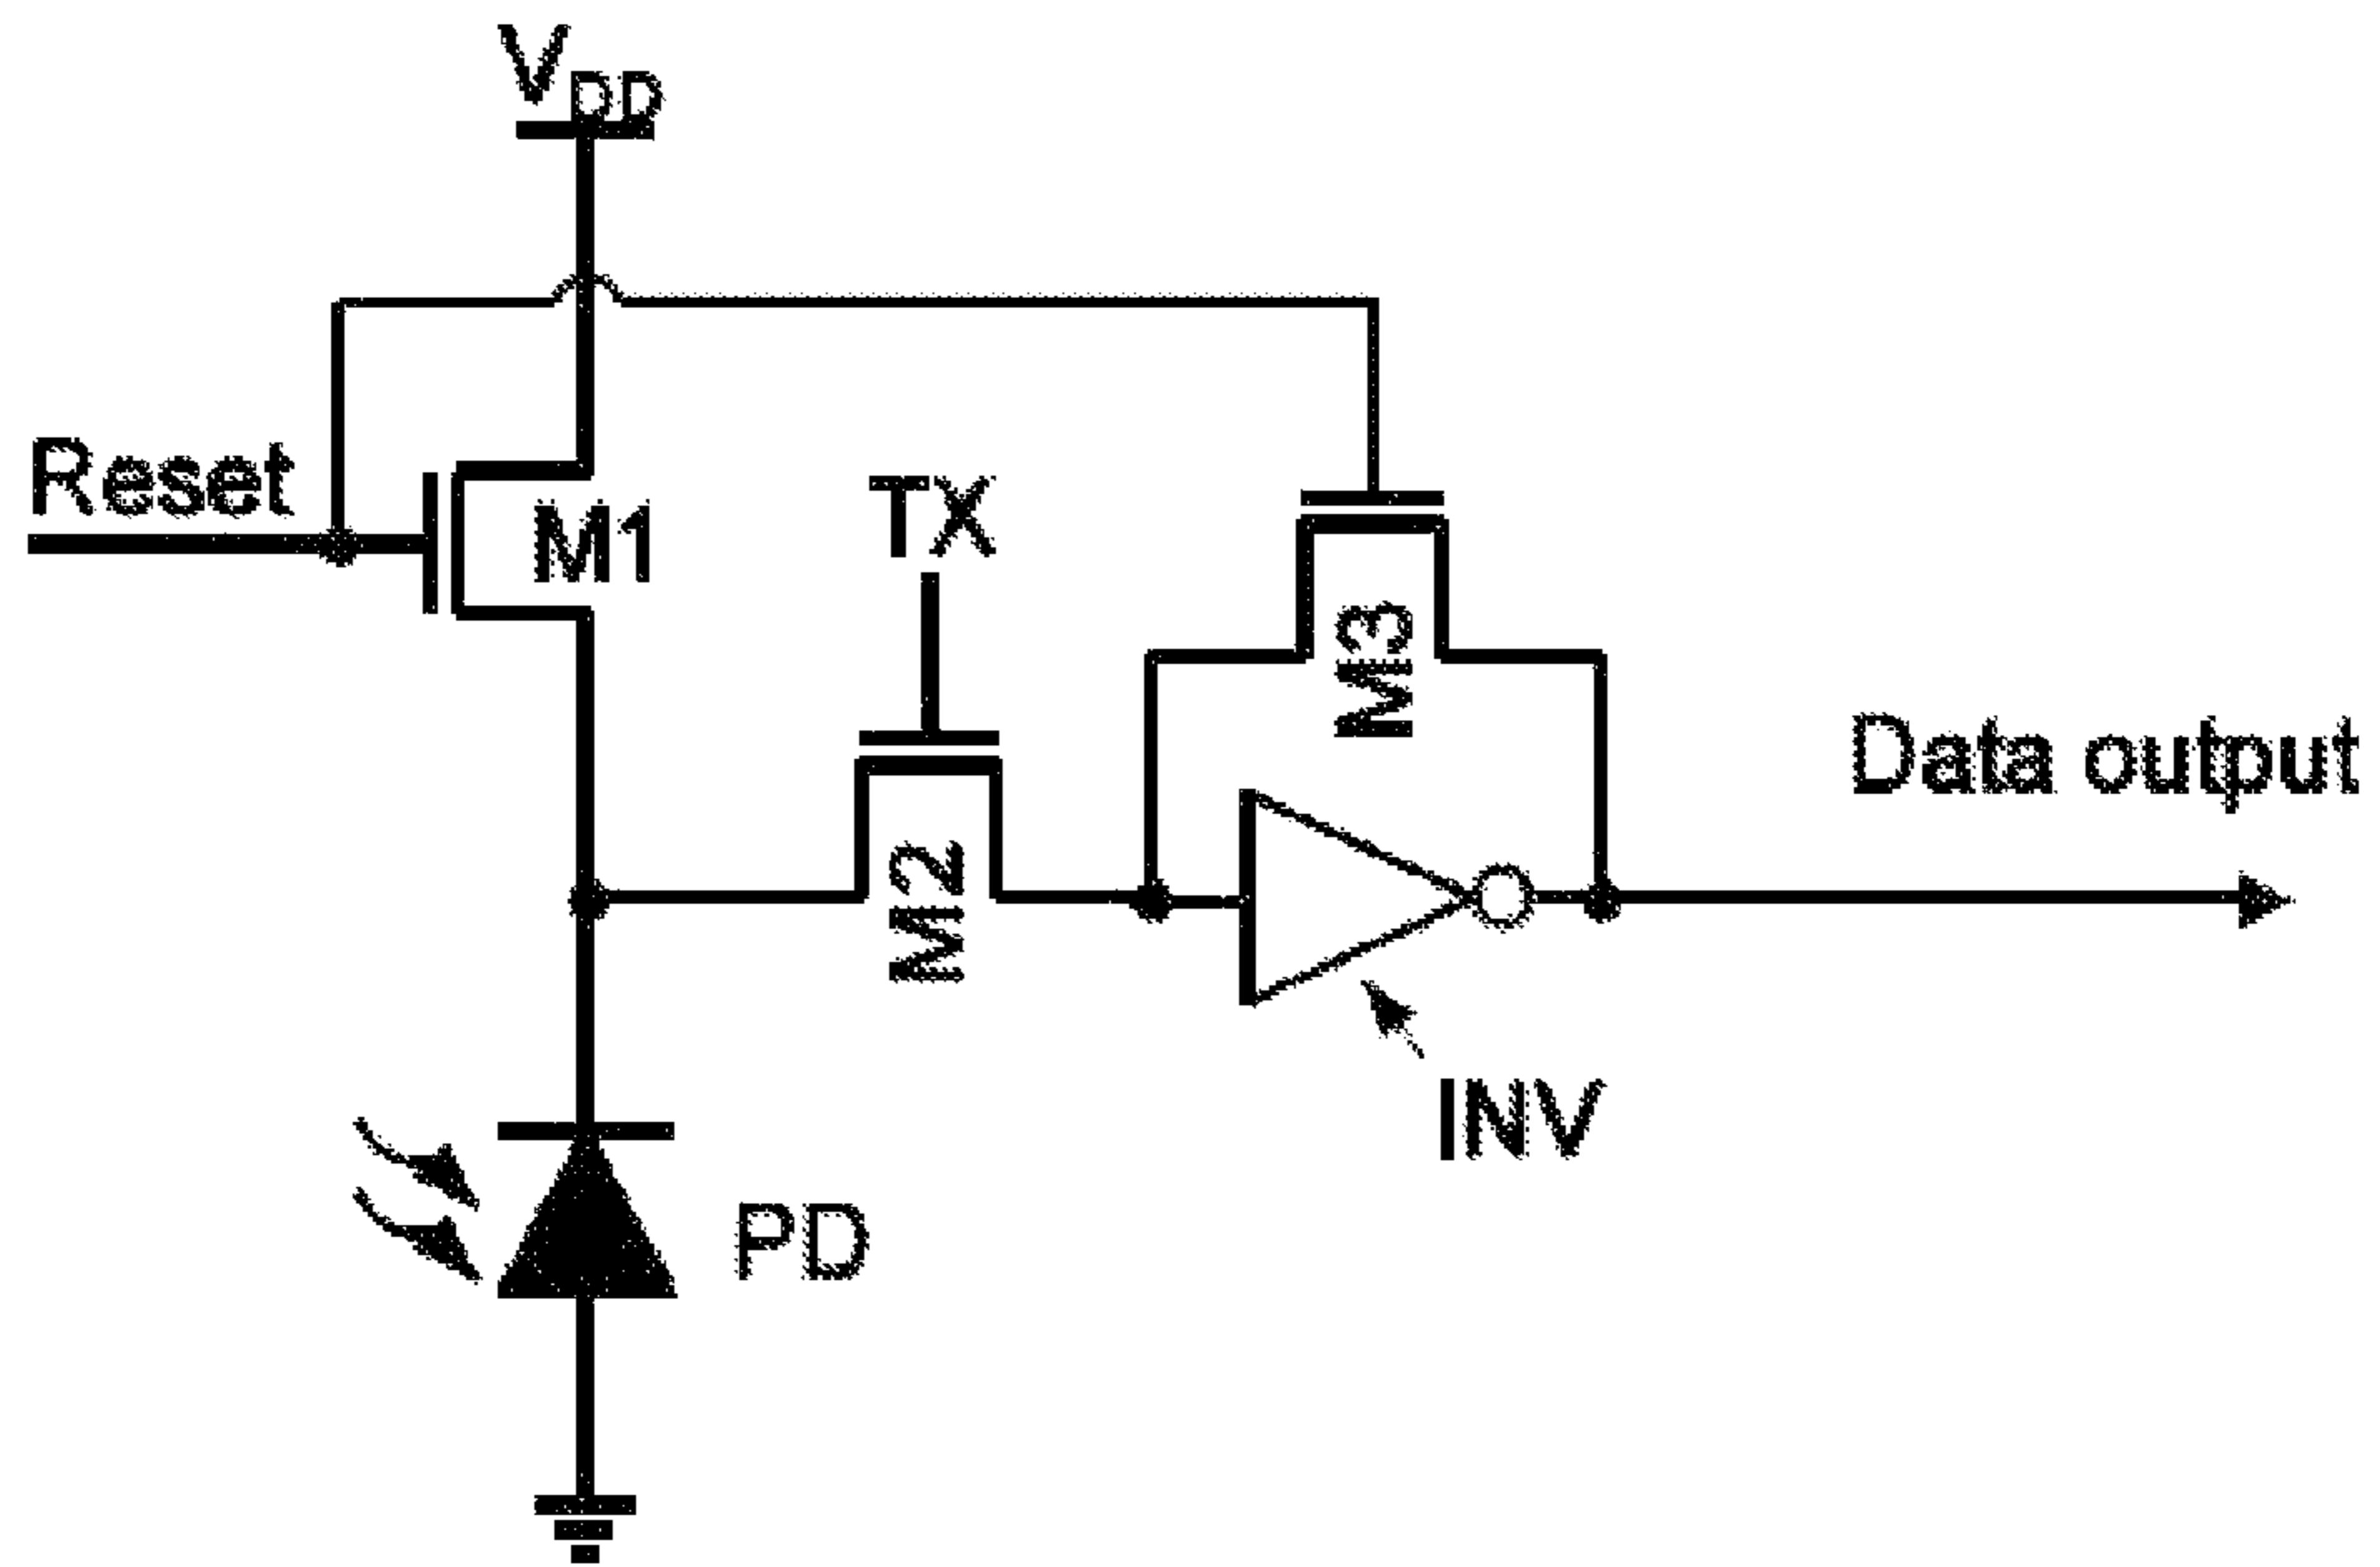 VDD
Reset
M1
TX
M3
M2
Data output
INV
PD